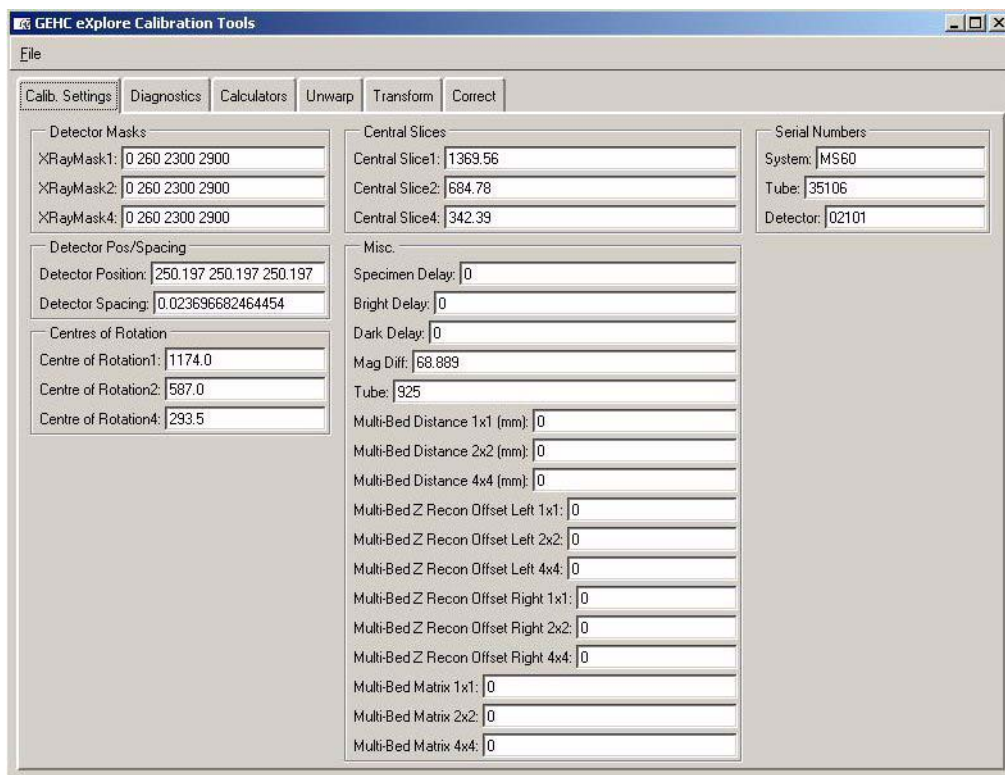 GEHC eXplore Calibration Tools
File
Calib. Settings Diagnostics Calculators Unwarp Transform Correct
Detector Masks
XRayMask1: 0 260 2300 2900
XRayMask2: 0 260 2300 2900
XRayMask4: 0 260 2300 2900
Detector Pos/Spacing
Detector Position: 250.197 250.197 250.197
Detector Spacing: 0.023696682464454
Centres of Rotation
Centre of Rotation1: 1174.0
Centre of Rotation2: 587.0
Centre of Rotation4: 293.5
Central Slices
Central Slice1: 1369.56
Central Slice2: 684.78
Central Slice4: 342.39
Misc.
Specimen Delay: 0
Bright Delay: 0
Dark Delay: 0
Mag Diff: 68.889
Tube: 925
Multi-Bed Distance 1x1 (mm): 0
Multi-Bed Distance 2x2 (mm): 0
Multi-Bed Distance 4x4 (mm): 0
Multi-Bed Z Recon Offset Left 1x1: 0
Multi-Bed Z Recon Offset Left 2x2: 0
Multi-Bed Z Recon Offset Left 4x4: 0
Multi-Bed Z Recon Offset Right 1x1: 0
Multi-Bed Z Recon Offset Right 2x2: 0
Multi-Bed Z Recon Offset Right 4x4: 0
Multi-Bed Matrix 1x1: 0
Multi-Bed Matrix 2x2: 0
Multi-Bed Matrix 4x4: 0
Serial Numbers
System: MS60
Tube: 35106
Detector: 02101